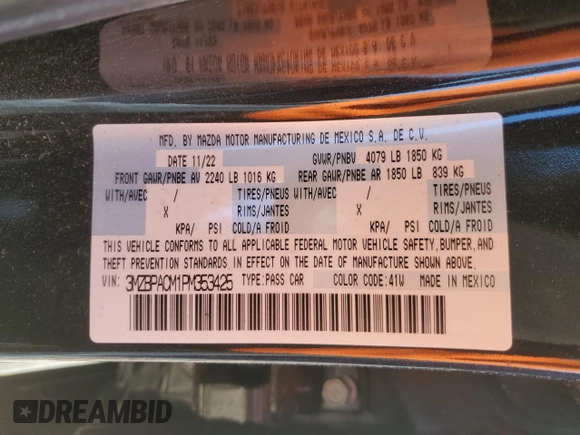 MFD. BY MAZDA MOTOR MANUFACTURING DE MEXICO S.A. DE C.V.
DATE 11/22 GVWR/PNBV 4079 LB 1850 KG
FRONT GAWR/PNBE AV 2240 LB 1016 KG REAR GAWR/PNBE AR 1850 LB 839 KG
WITH/AVEC / TIRES/PNEUS WITH/AVEC / TIRES/PNEUS
X RIMS/JANTES X RIMS/JANTES
KPA/ PSI COLD/A FROID KPA/ PSI COLD/A FROID
THIS VEHICLE CONFORMS TO ALL APPLICABLE FEDERAL MOTOR VEHICLE SAFETY, BUMPER, AND
THEFT PREVENTION STANDARDS IN EFFECT ON THE DATE OF MANUFACTURE SHOWN ABOVE.
VIN: 3MZBPACM1PM353425 TYPE: PASS CAR COLOR CODE: 41W MADE IN MEXICO
DREAMBID